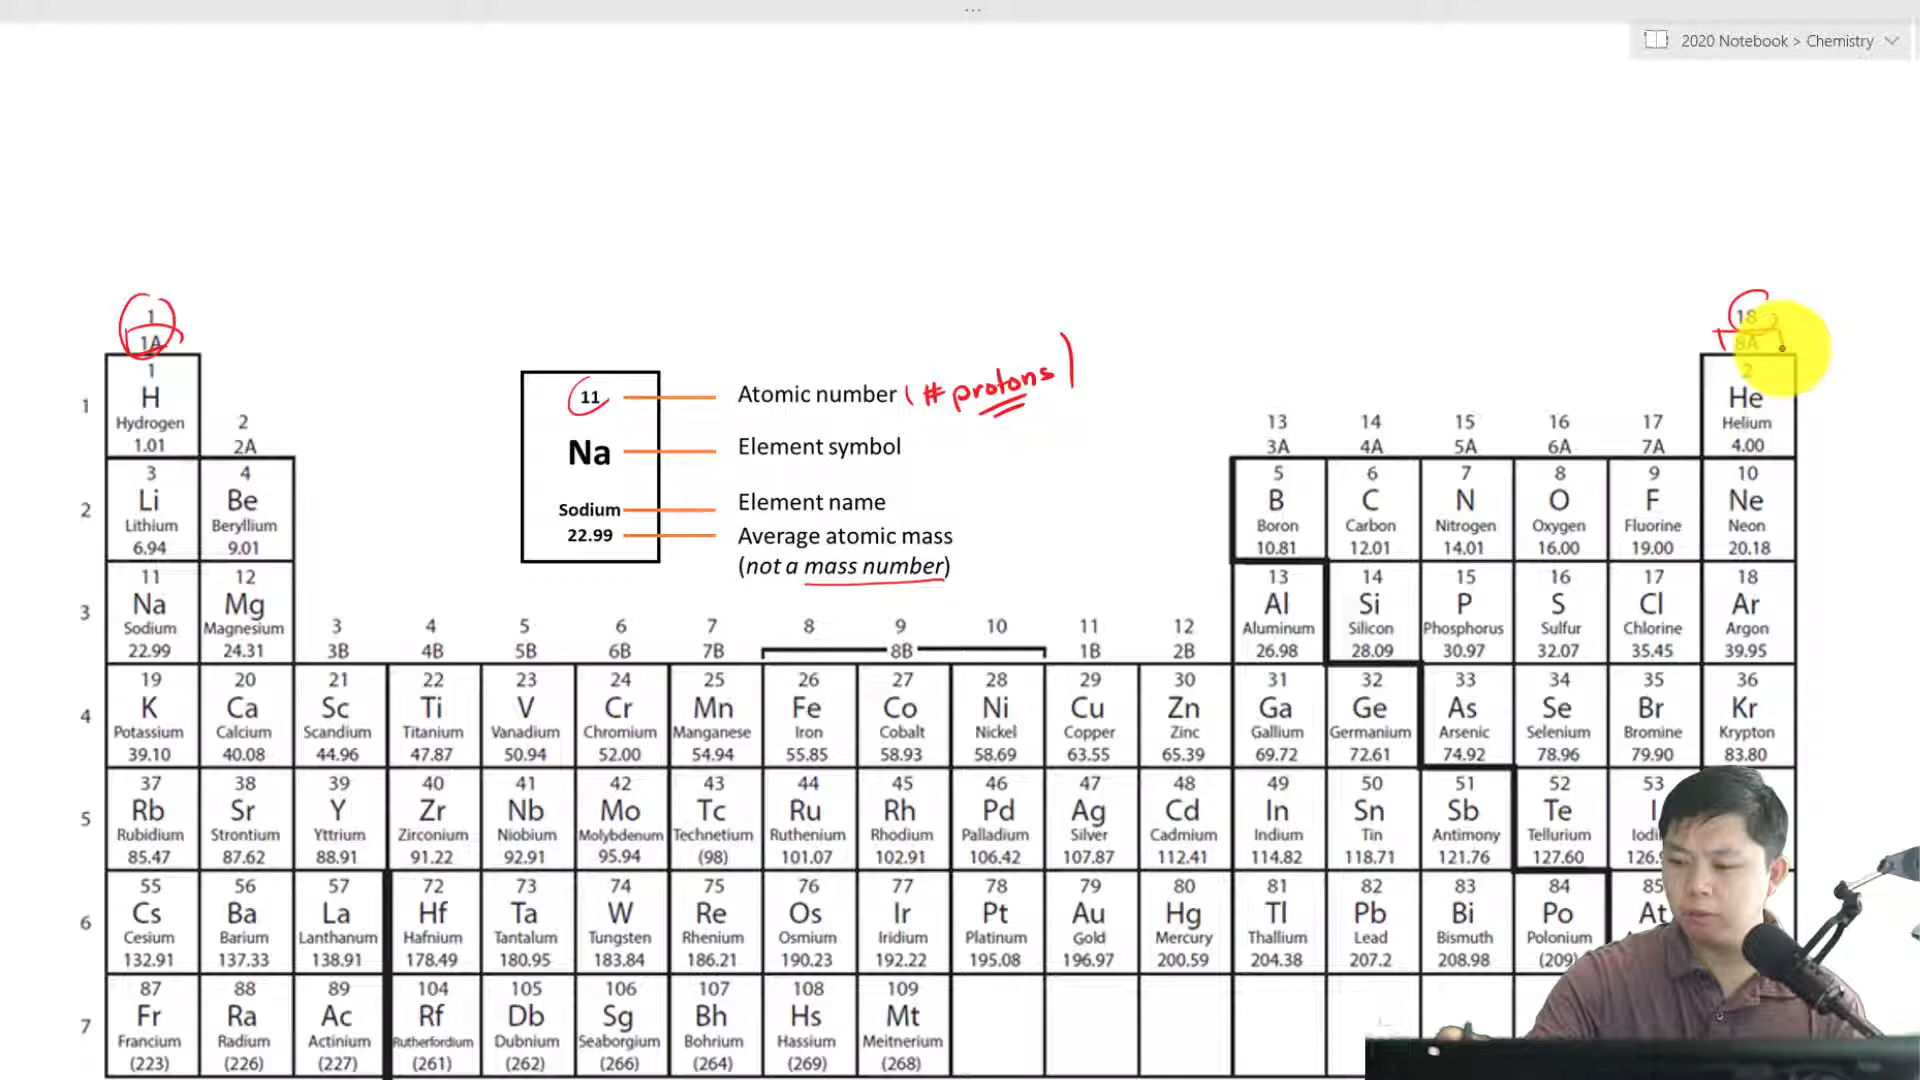 ...
2020 Notebook > Chemistry
1
1A
18
8A
11
Na
Sodium
22.99
Atomic number (# protons)
Element symbol
Element name
Average atomic mass
(not a mass number)
2
2A
13 14 15 16 17
3A 4A 5A 6A 7A
3 4 5 6 7 8 9 10 11 12
3B 4B 5B 6B 7B 8B 1B 2B
1
1 2
H He
Hydrogen Helium
1.01 4.00
2
3 4 5 6 7 8 9 10
Li Be B C N O F Ne
Lithium Beryllium Boron Carbon Nitrogen Oxygen Fluorine Neon
6.94 9.01 10.81 12.01 14.01 16.00 19.00 20.18
3
11 12 13 14 15 16 17 18
Na Mg Al Si P S Cl Ar
Sodium Magnesium Aluminum Silicon Phosphorus Sulfur Chlorine Argon
22.99 24.31 26.98 28.09 30.97 32.07 35.45 39.95
4
19 20 21 22 23 24 25 26 27 28 29 30 31 32 33 34 35 36
K Ca Sc Ti V Cr Mn Fe Co Ni Cu Zn Ga Ge As Se Br Kr
Potassium Calcium Scandium Titanium Vanadium Chromium Manganese Iron Cobalt Nickel Copper Zinc Gallium Germanium Arsenic Selenium Bromine Krypton
39.10 40.08 44.96 47.87 50.94 52.00 54.94 55.85 58.93 58.69 63.55 65.39 69.72 72.61 74.92 78.96 79.90 83.80
5
37 38 39 40 41 42 43 44 45 46 47 48 49 50 51 52 53
Rb Sr Y Zr Nb Mo Tc Ru Rh Pd Ag Cd In Sn Sb Te I
Rubidium Strontium Yttrium Zirconium Niobium Molybdenum Technetium Ruthenium Rhodium Palladium Silver Cadmium Indium Tin Antimony Tellurium
85.47 87.62 88.91 91.22 92.91 95.94 (98) 101.07 102.91 106.42 107.87 112.41 114.82 118.71 121.76 127.60
6
55 56 57 72 73 74 75 76 77 78 79 80 81 82 83 84 85
Cs Ba La Hf Ta W Re Os Ir Pt Au Hg Tl Pb Bi Po At
Cesium Barium Lanthanum Hafnium Tantalum Tungsten Rhenium Osmium Iridium Platinum Gold Mercury Thallium Lead Bismuth Polonium
132.91 137.33 138.91 178.49 180.95 183.84 186.21 190.23 192.22 195.08 196.97 200.59 204.38 207.2 208.98 (209)
7
87 88 89 104 105 106 107 108 109
Fr Ra Ac Rf Db Sg Bh Hs Mt
Francium Radium Actinium Rutherfordium Dubnium Seaborgium Bohrium Hassium Meitnerium
(223) (226) (227) (261) (262) (266) (264) (269) (268)